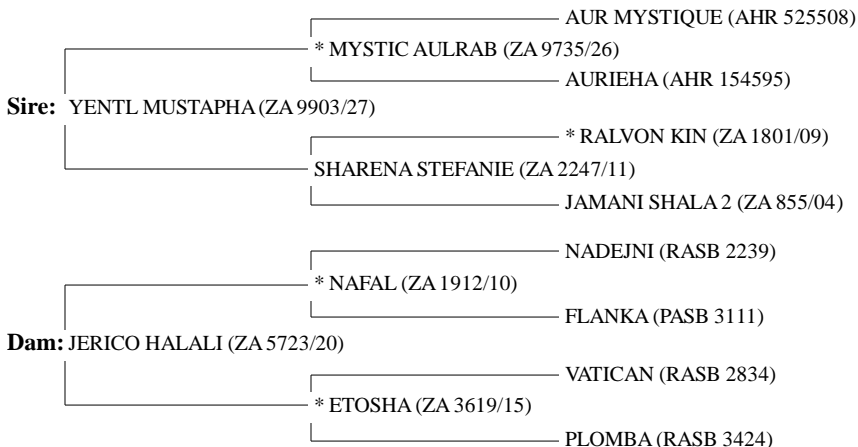 AUR MYSTIQUE (AHR 525508)
* MYSTIC AULRAB (ZA 9735/26)
AURIEHA (AHR 154595)
Sire: YENTL MUSTAPHA (ZA 9903/27)
* RALVON KIN (ZA 1801/09)
SHARENA STEFANIE (ZA 2247/11)
JAMANI SHALA 2 (ZA 855/04)
NADEJNI (RASB 2239)
* NAFAL (ZA 1912/10)
FLANKA (PASB 3111)
Dam: JERICO HALALI (ZA 5723/20)
VATICAN (RASB 2834)
* ETOSHA (ZA 3619/15)
PLOMBA (RASB 3424)